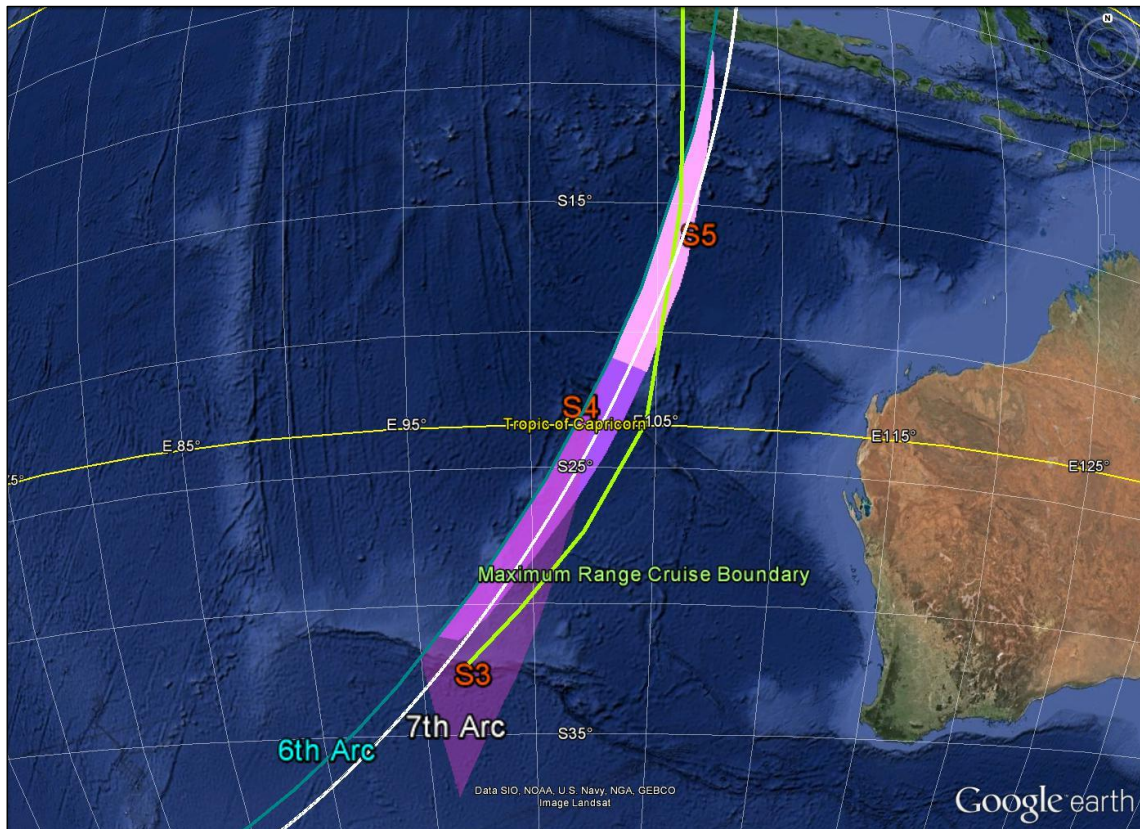 N
S15°
S5
S4
Tropic of Capricorn
E 85°
E 95°
E105°
E115°
E125°
S25°
Maximum Range Cruise Boundary
S3
7th Arc
6th Arc
S35°
Data SIO, NOAA, U.S. Navy, NGA, GEBCO
Image Landsat
Google earth